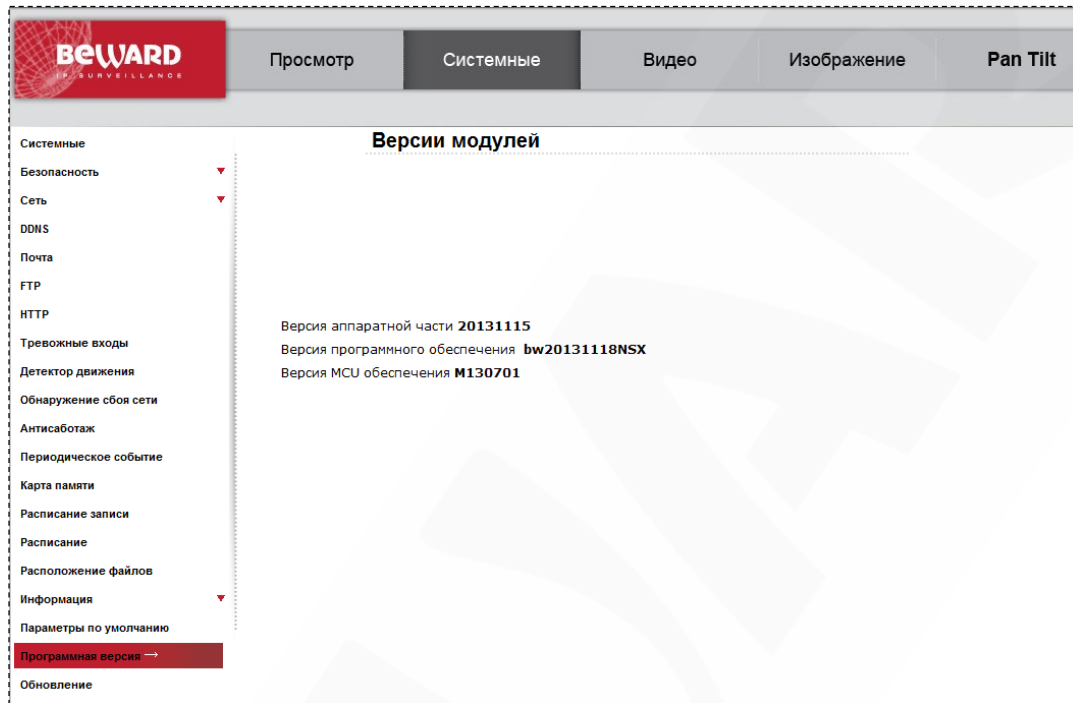 BEWARD
IP SURVEILLANCE
Просмотр
Системные
Видео
Изображение
Pan Tilt
Версии модулей
Системные
Безопасность
Сеть
DDNS
Почта
FTP
HTTP
Тревожные входы
Детектор движения
Обнаружение сбоя сети
Антисаботаж
Периодическое событие
Карта памяти
Расписание записи
Расписание
Расположение файлов
Информация
Параметры по умолчанию
Программная версия →
Обновление
Версия аппаратной части 20131115
Версия программного обеспечения bw20131118NSX
Версия MCU обеспечения M130701